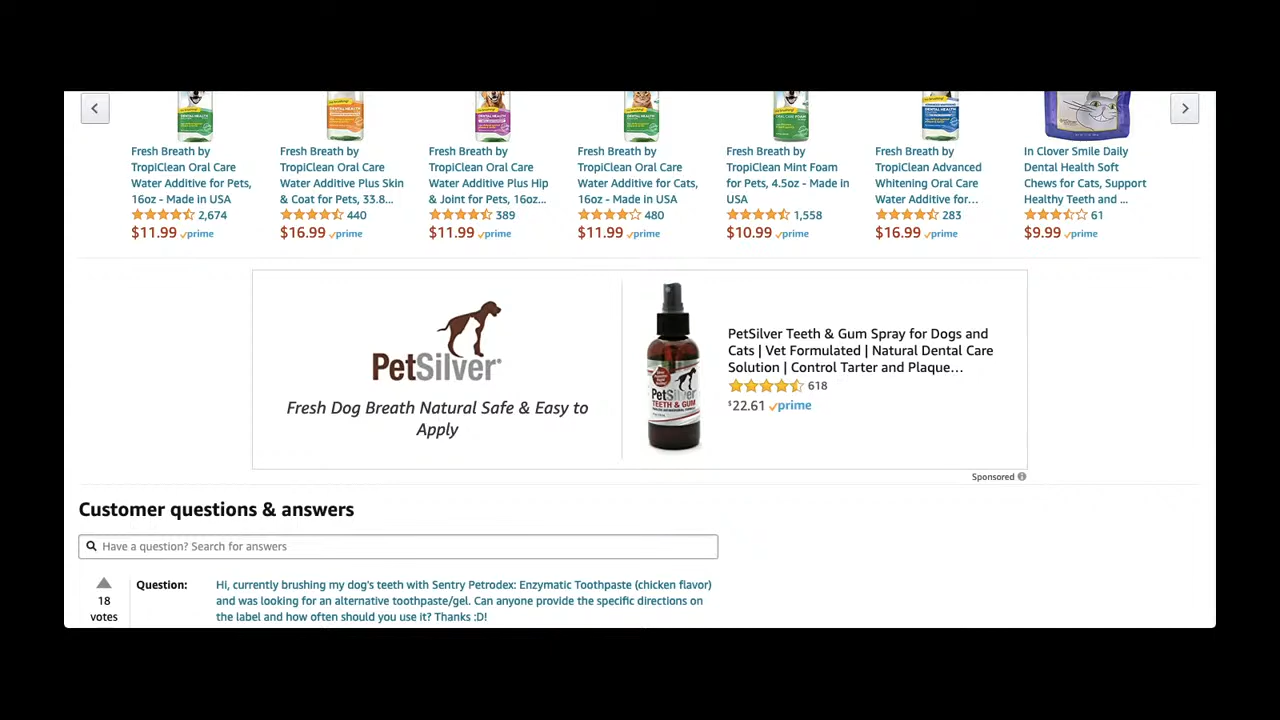 Fresh Breath by
TropiClean Oral Care
Water Additive for Pets,
16oz - Made in USA
2,674
$11.99 prime
Fresh Breath by
TropiClean Oral Care
Water Additive Plus Skin
& Coat for Pets, 33.8...
440
$16.99 prime
Fresh Breath by
TropiClean Oral Care
Water Additive Plus Hip
& Joint for Pets, 16oz...
389
$11.99 prime
Fresh Breath by
TropiClean Oral Care
Water Additive for Cats,
16oz - Made in USA
480
$11.99 prime
Fresh Breath by
TropiClean Mint Foam
for Pets, 4.5oz - Made in
USA
1,558
$10.99 prime
Fresh Breath by
TropiClean Advanced
Whitening Oral Care
Water Additive for...
283
$16.99 prime
In Clover Smile Daily
Dental Health Soft
Chews for Cats, Support
Healthy Teeth and ...
61
$9.99 prime
PetSilver
Fresh Dog Breath Natural Safe & Easy to
Apply
PetSilver
TEETH & GUM
PetSilver Teeth & Gum Spray for Dogs and
Cats | Vet Formulated | Natural Dental Care
Solution | Control Tarter and Plaque...
618
$22.61 prime
Sponsored
Customer questions & answers
Have a question? Search for answers
18
votes
Question:
Hi, currently brushing my dog's teeth with Sentry Petrodex: Enzymatic Toothpaste (chicken flavor)
and was looking for an alternative toothpaste/gel. Can anyone provide the specific directions on
the label and how often should you use it? Thanks :D!